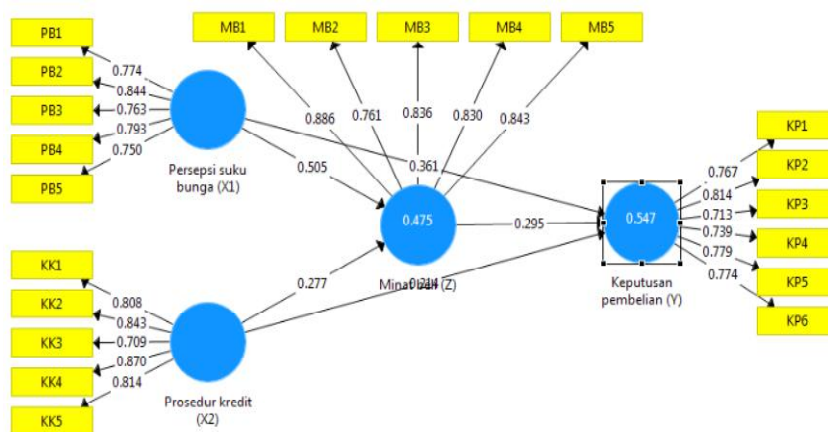 PB1
PB2
PB3
PB4
PB5
0.774
0.844
0.763
0.793
0.750
Persepsi suku
bunga (X1)
MB1
MB2
MB3
MB4
MB5
0.886
0.761
0.836
0.830
0.843
0.505
0.361
0.475
Minat beli (Z)
0.295
0.277
KK1
KK2
KK3
KK4
KK5
0.808
0.843
0.709
0.870
0.814
Prosedur kredit
(X2)
0.547
Keputusan
pembelian (Y)
0.767
0.814
0.713
0.739
0.779
0.774
KP1
KP2
KP3
KP4
KP5
KP6